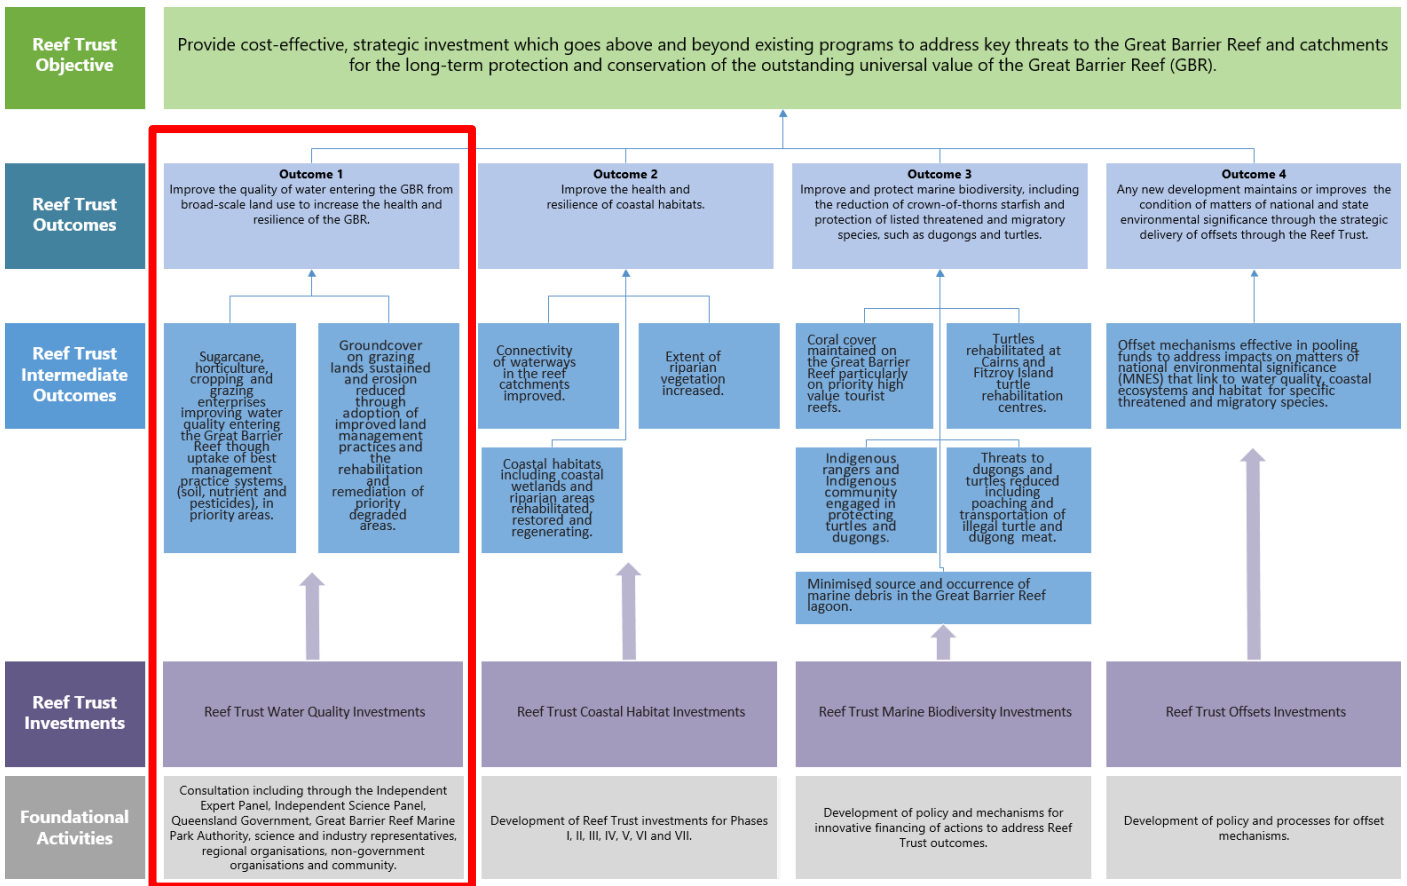 Reef Trust
Objective
Provide cost-effective, strategic investment which goes above and beyond existing programs to address key threats to the Great Barrier Reef and catchments
for the long-term protection and conservation of the outstanding universal value of the Great Barrier Reef (GBR).
Reef Trust
Outcomes
Outcome 1
Improve the quality of water entering the GBR from
broad-scale land use to increase the health and
resilience of the GBR.
Outcome 2
Improve the health and
resilience of coastal habitats.
Outcome 3
Improve and protect marine biodiversity, including
the reduction of crown-of-thorns starfish and
protection of listed threatened and migratory
species, such as dugongs and turtles.
Outcome 4
Any new development maintains or improves the
condition of matters of national and state
environmental significance through the strategic
delivery of offsets through the Reef Trust.
Reef Trust
Intermediate
Outcomes
Sugarcane,
horticulture,
cropping and
grazing
enterprises
improving water
quality entering
the Great Barrier
Reef though
uptake of best
management
practice systems
(soil, nutrient and
pesticides), in
priority areas.
Groundcover
on grazing
lands sustained
and erosion
reduced
through
adoption of
improved land
management
practices and
the
rehabilitation
and
remediation of
priority
degraded
areas.
Connectivity
of waterways
in the reef
catchments
improved.
Extent of
riparian
vegetation
increased.
Coastal habitats
including coastal
wetlands and
riparian areas
rehabilitated,
restored and
regenerating.
Coral cover
maintained on
the Great Barrier
Reef particularly
on priority high
value tourist
reefs.
Turtles
rehabilitated at
Cairns and
Fitzroy Island
turtle
rehabilitation
centres.
Indigenous
rangers and
Indigenous
community
engaged in
protecting
turtles and
dugongs.
Threats to
dugongs and
turtles reduced
including
poaching and
transportation of
illegal turtle and
dugong meat.
Minimised source and occurrence of
marine debris in the Great Barrier Reef
lagoon.
Offset mechanisms effective in pooling
funds to address impacts on matters of
national environmental significance
(MNES) that link to water quality, coastal
ecosystems and habitat for specific
threatened and migratory species.
Reef Trust
Investments
Reef Trust Water Quality Investments
Reef Trust Coastal Habitat Investments
Reef Trust Marine Biodiversity Investments
Reef Trust Offsets Investments
Foundational
Activities
Consultation including through the Independent
Expert Panel, Independent Science Panel,
Queensland Government, Great Barrier Reef Marine
Park Authority, science and industry representatives,
regional organisations, non-government
organisations and community.
Development of Reef Trust investments for Phases
I, II, III, IV, V, VI and VII.
Development of policy and mechanisms for
innovative financing of actions to address Reef
Trust outcomes.
Development of policy and processes for offset
mechanisms.